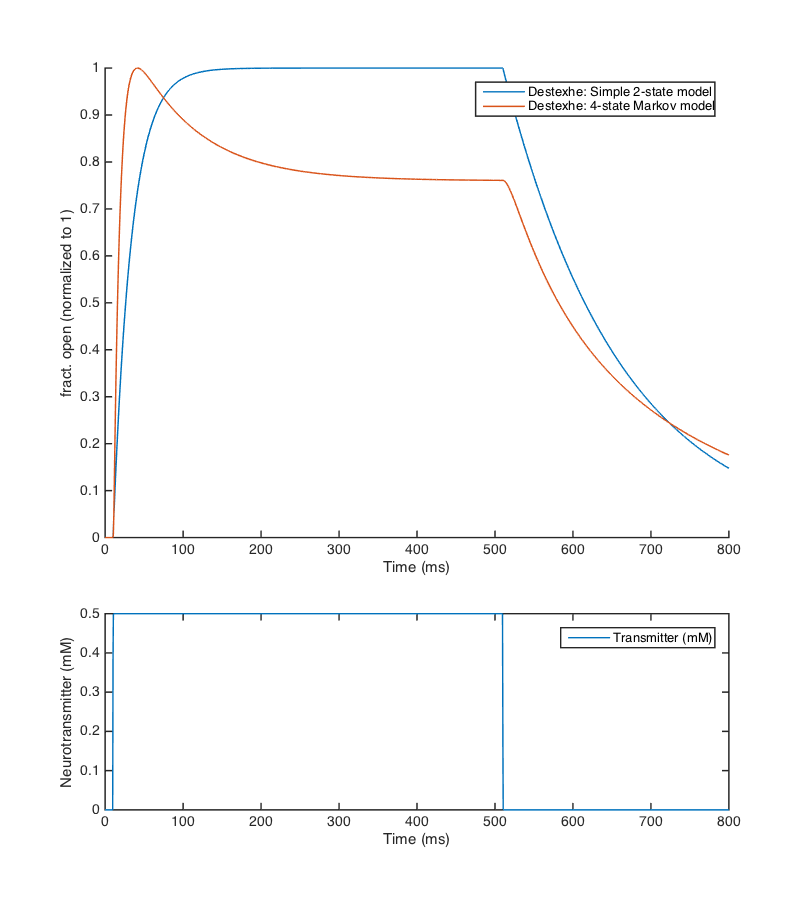 1
0.9
0.8
0.7
0.6
0.5
0.4
0.3
0.2
0.1
0
fract. open (normalized to 1)
Destexhe: Simple 2-state model
Destexhe: 4-state Markov model
0 100 200 300 400 500 600 700 800
Time (ms)
0.5
0.4
0.3
0.2
0.1
0
Neurotransmitter (mM)
Transmitter (mM)
0 100 200 300 400 500 600 700 800
Time (ms)